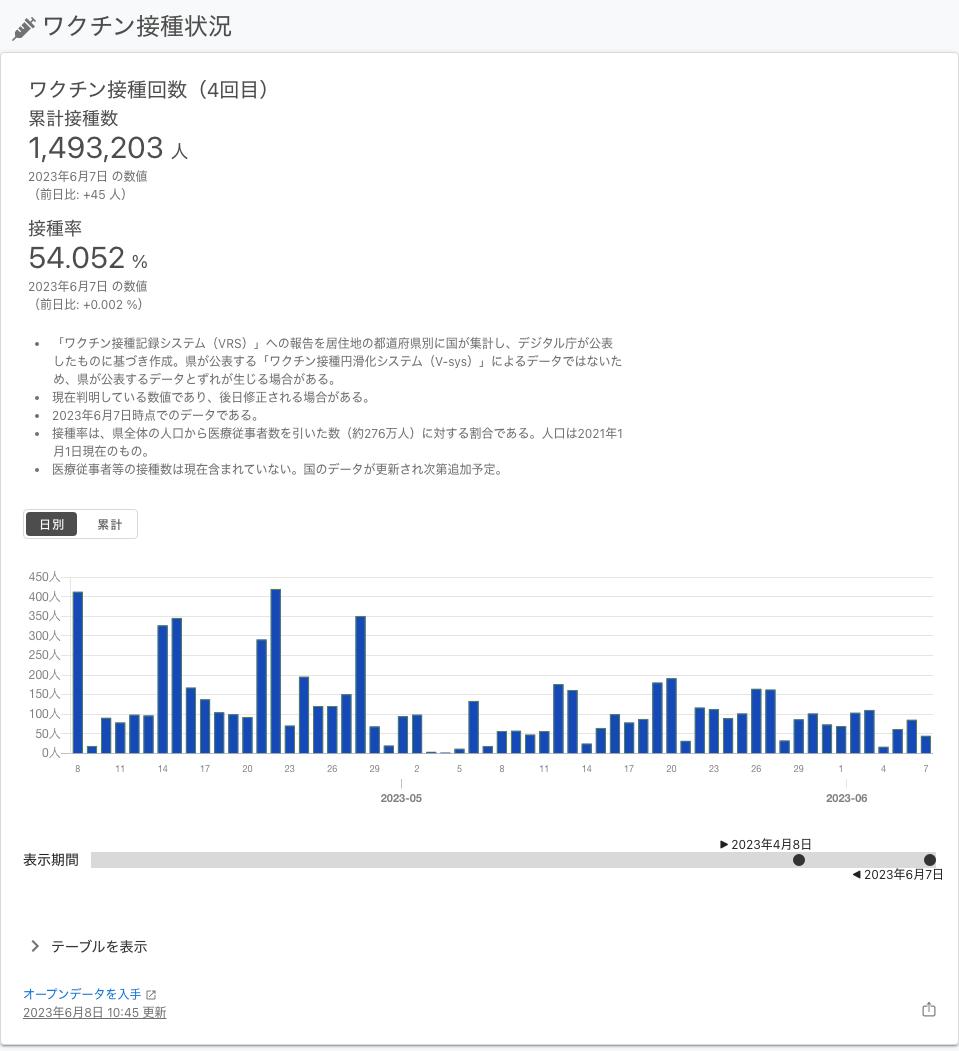 ワクチン接種状況
ワクチン接種回数（4回目）
累計接種数
1,493,203 人
2023年6月7日 の数値
（前日比: +45 人）
接種率
54.052 %
2023年6月7日 の数値
（前日比: +0.002 %）
• 「ワクチン接種記録システム（VRS）」への報告を居住地の都道府県別に国が集計し、デジタル庁が公表
したものに基づき作成。県が公表する「ワクチン接種円滑化システム（V-sys）」によるデータではないた
め、県が公表するデータとずれが生じる場合がある。
• 現在判明している数値であり、後日修正される場合がある。
• 2023年6月7日時点でのデータである。
• 接種率は、県全体の人口から医療従事者数を引いた数（約276万人）に対する割合である。人口は2021年1
月1日現在のもの。
• 医療従事者等の接種数は現在含まれていない。国のデータが更新され次第追加予定。
日別 累計
450人
400人
350人
300人
250人
200人
150人
100人
50人
0人
8 11 14 17 20 23 26 29 2 5 8 11 14 17 20 23 26 29 1 4 7
2023-05 2023-06
▶ 2023年4月8日
表示期間
◀ 2023年6月7日
テーブルを表示
オープンデータを入手
2023年6月8日 10:45 更新